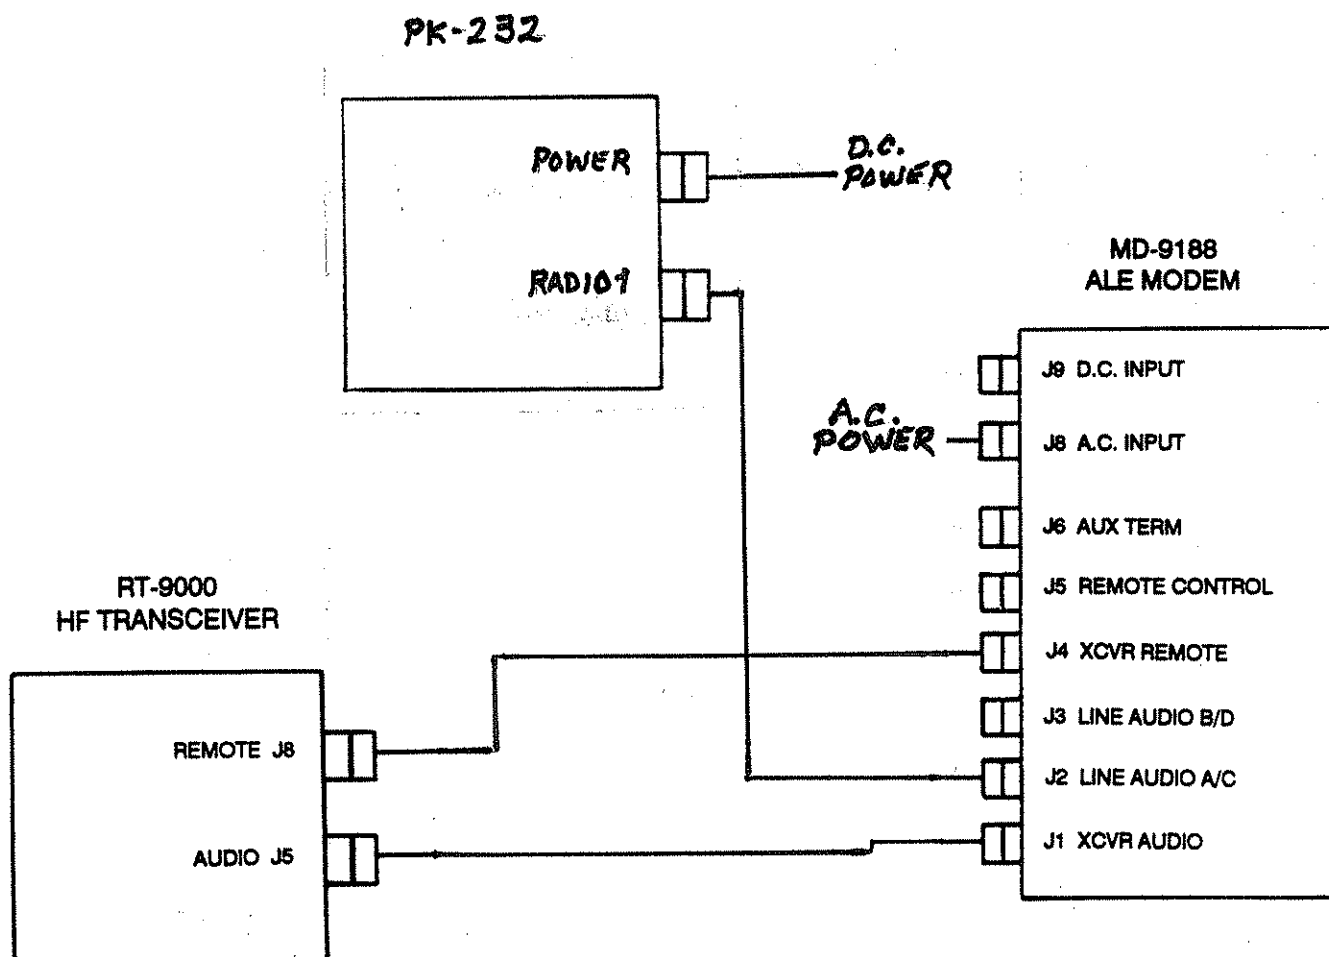 PK-232
POWER
D.C.
POWER
RADIO1
MD-9188
ALE MODEM
J9 D.C. INPUT
A.C.
POWER
J8 A.C. INPUT
J6 AUX TERM
J5 REMOTE CONTROL
RT-9000
HF TRANSCEIVER
J4 XCVR REMOTE
J3 LINE AUDIO B/D
REMOTE J8
J2 LINE AUDIO A/C
J1 XCVR AUDIO
AUDIO J5